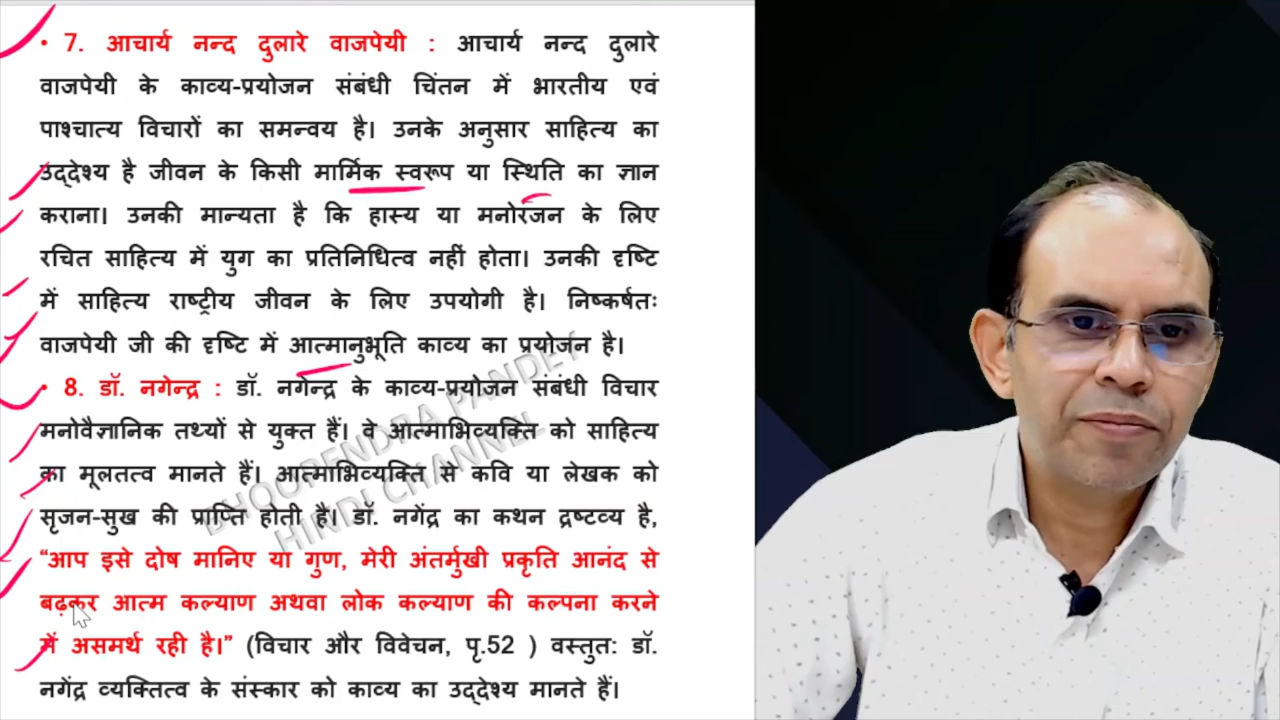 • 7. आचार्य नन्द दुलारे वाजपेयी : आचार्य नन्द दुलारे
वाजपेयी के काव्य-प्रयोजन संबंधी चिंतन में भारतीय एवं
पाश्चात्य विचारों का समन्वय है। उनके अनुसार साहित्य का
उद्देश्य है जीवन के किसी मार्मिक स्वरूप या स्थिति का ज्ञान
कराना। उनकी मान्यता है कि हास्य या मनोरंजन के लिए
रचित साहित्य में युग का प्रतिनिधित्व नहीं होता। उनकी दृष्टि
में साहित्य राष्ट्रीय जीवन के लिए उपयोगी है। निष्कर्षतः
वाजपेयी जी की दृष्टि में आत्मानुभूति काव्य का प्रयोजन है।
• 8. डॉ. नगेन्द्र : डॉ. नगेन्द्र के काव्य-प्रयोजन संबंधी विचार
मनोवैज्ञानिक तथ्यों से युक्त हैं। वे आत्माभिव्यक्ति को साहित्य
का मूलतत्व मानते हैं। आत्माभिव्यक्ति से कवि या लेखक को
सृजन-सुख की प्राप्ति होती है। डॉ. नगेंद्र का कथन द्रष्टव्य है,
“आप इसे दोष मानिए या गुण, मेरी अंतर्मुखी प्रकृति आनंद से
बढ़कर आत्म कल्याण अथवा लोक कल्याण की कल्पना करने
में असमर्थ रही है।” (विचार और विवेचन, पृ.52 ) वस्तुत: डॉ.
नगेंद्र व्यक्तित्व के संस्कार को काव्य का उद्देश्य मानते हैं।
BHOOPENDRA PANDEY
HINDI CHANNEL